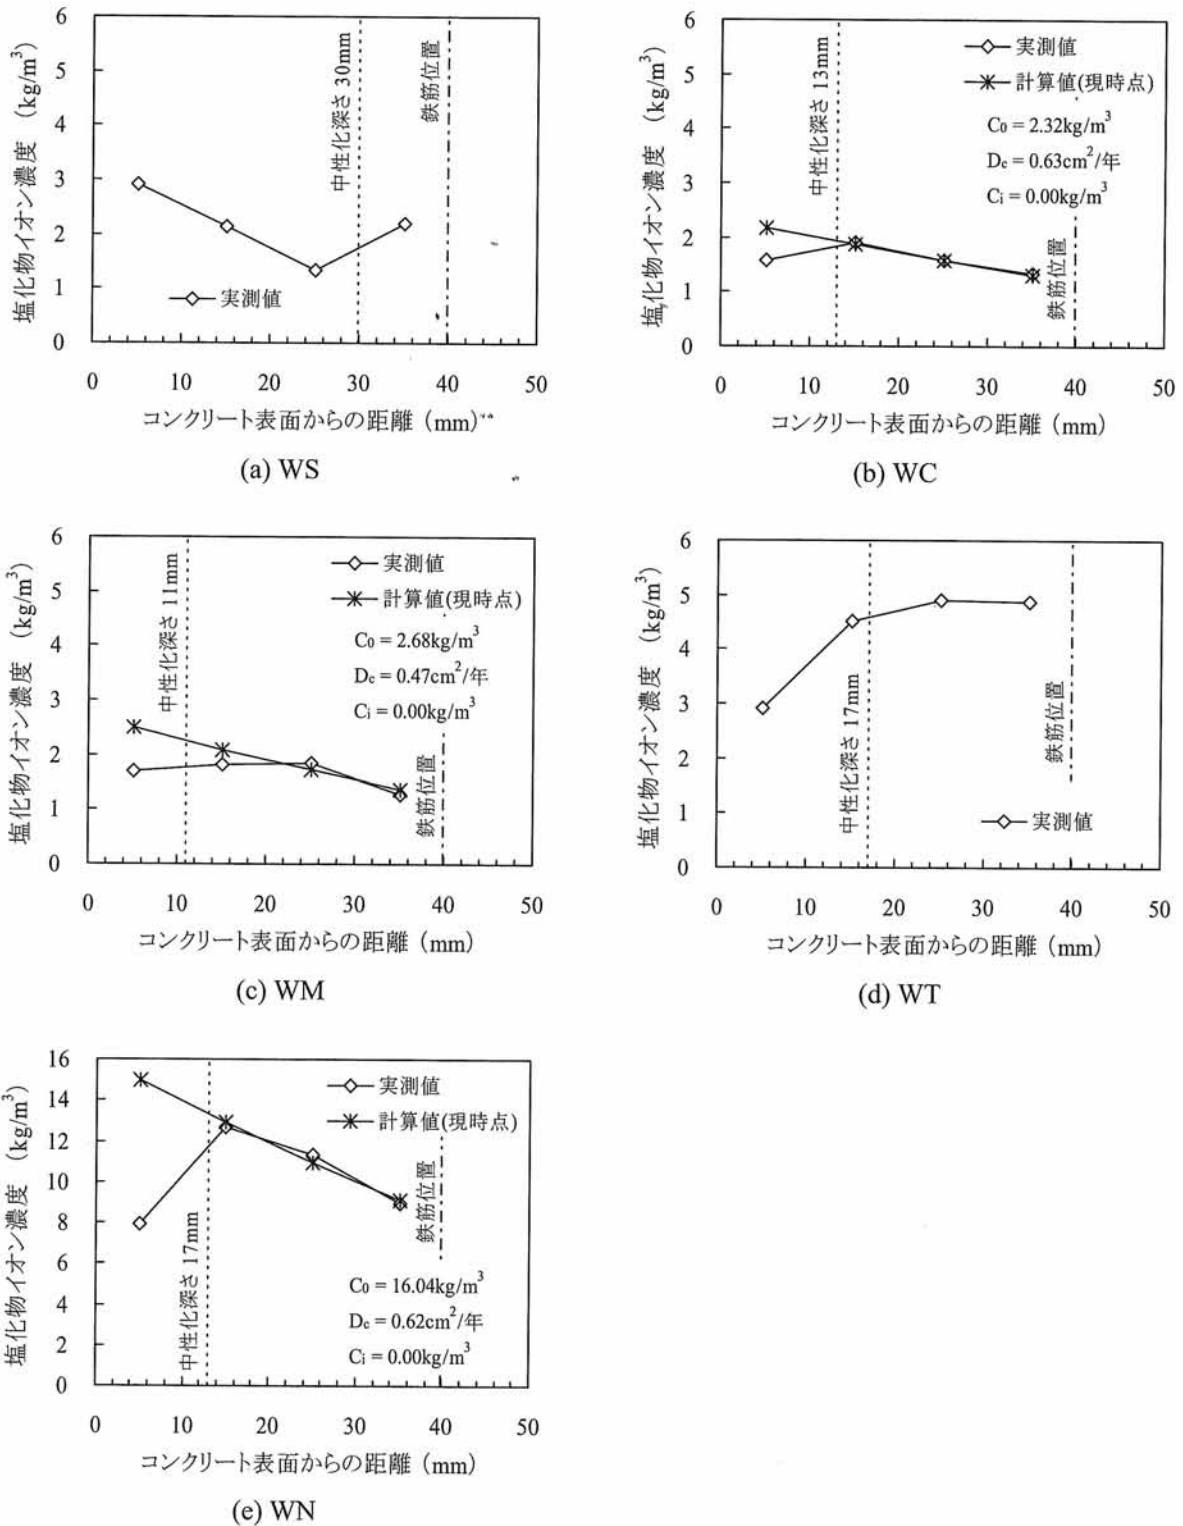 塩化物イオン濃度 (kg/m³)
6
5
4
3
2
1
0
中性化深さ 30mm
鉄筋位置
実測値
0 10 20 30 40 50
コンクリート表面からの距離 (mm)
(a) WS
塩化物イオン濃度 (kg/m³)
6
5
4
3
2
1
0
中性化深さ 13mm
実測値
計算値(現時点)
C₀ = 2.32kg/m³
Dc = 0.63cm²/年
Ci = 0.00kg/m³
鉄筋位置
0 10 20 30 40 50
コンクリート表面からの距離 (mm)
(b) WC
塩化物イオン濃度 (kg/m³)
6
5
4
3
2
1
0
中性化深さ 11mm
実測値
計算値(現時点)
C₀ = 2.68kg/m³
Dc = 0.47cm²/年
Ci = 0.00kg/m³
鉄筋位置
0 10 20 30 40 50
コンクリート表面からの距離 (mm)
(c) WM
塩化物イオン濃度 (kg/m³)
6
5
4
3
2
1
0
中性化深さ 17mm
鉄筋位置
実測値
0 10 20 30 40 50
コンクリート表面からの距離 (mm)
(d) WT
塩化物イオン濃度 (kg/m³)
16
14
12
10
8
6
4
2
0
中性化深さ 17mm
実測値
計算値(現時点)
鉄筋位置
C₀ = 16.04kg/m³
Dc = 0.62cm²/年
Ci = 0.00kg/m³
0 10 20 30 40 50
コンクリート表面からの距離 (mm)
(e) WN